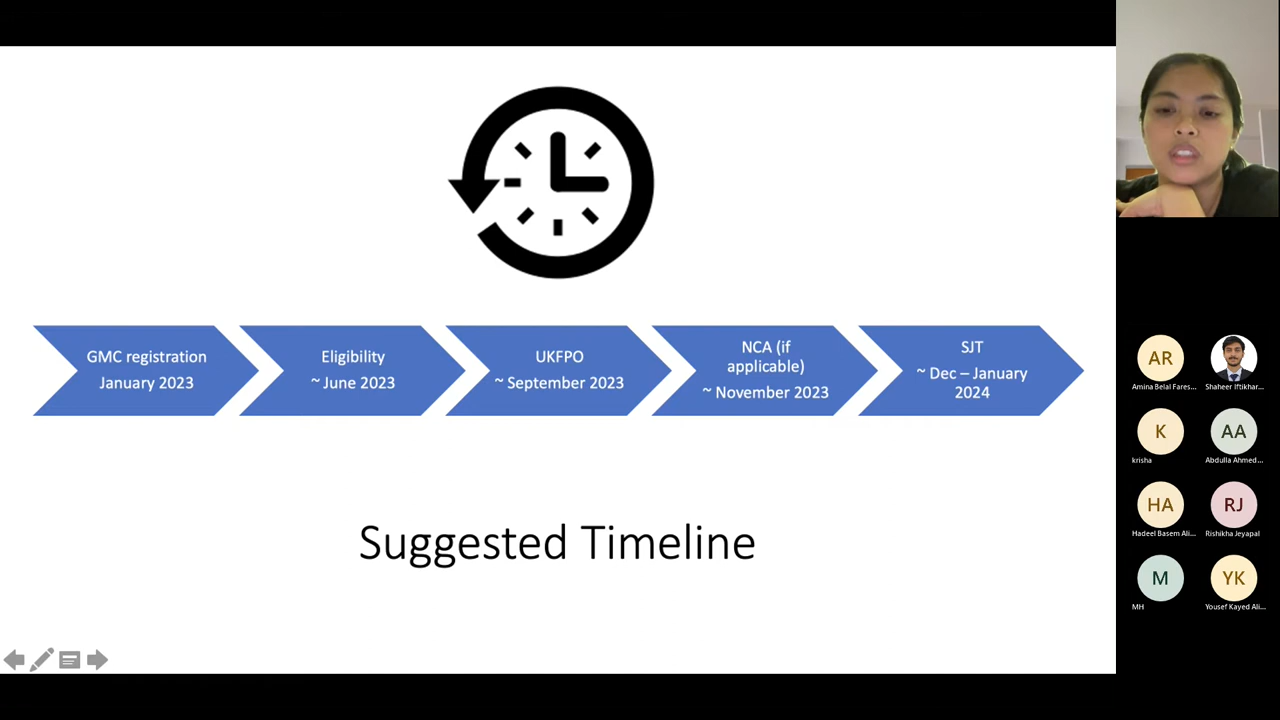 GMC registration
January 2023
Eligibility
~ June 2023
UKFPO
~ September 2023
NCA (if
applicable)
~ November 2023
SJT
~ Dec – January
2024
Suggested Timeline
AR
Amina Belal Fares...
Shaheer Iftikhar...
K
krisha
AA
Abdulla Ahmed...
HA
Hadeel Basem Ali...
RJ
Rishikha Jeyapal
M
MH
YK
Yousef Kayed Ali...